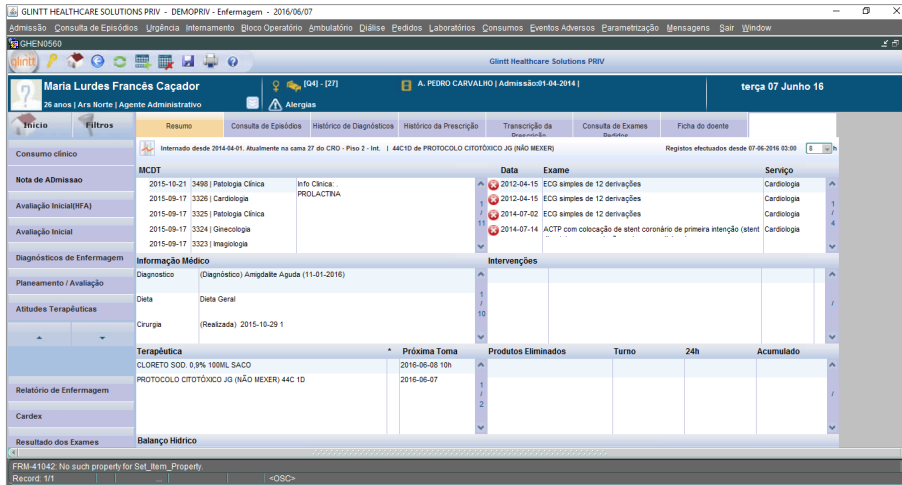 GLINTT HEALTHCARE SOLUTIONS PRIV - DEMOPRIV - Enfermagem - 2016/06/07
Admissão Consulta de Episódios Urgência Internamento Bloco Operatório Ambulatório Diálise Pedidos Laboratórios Consumos Eventos Adversos Parametrização Mensagens Sair Window
GHEN0560
glintt Glintt Healthcare Solutions PRIV
Maria Lurdes Francês Caçador [Q4] - [27] A. PEDRO CARVALHO | Admissão:01-04-2014 | terça 07 Junho 16
26 anos | Ars Norte | Agente Administrativo Alergias
Início Filtros Resumo Consulta de Episódios Histórico de Diagnósticos Histórico da Prescrição Transcrição da Prescrição Consulta de Exames Pedidos Ficha do doente
Internado desde 2014-04-01. Atualmente na cama 27 do CRO - Piso 2 - Int. | 44C1D de PROTOCOLO CITOTÓXICO JG (NÃO MEXER) Registos efectuados desde 07-06-2016 03:00 8 h
Consumo clínico
Nota de ADmissao
Avaliação Inicial(HFA)
Avaliação Inicial
Diagnósticos de Enfermagem
Planeamento / Avaliação
Atitudes Terapêuticas
Relatório de Enfermagem
Cardex
Resultado dos Exames
MCDT
2015-10-21 3498 | Patologia Clínica Info Clínica: .
2015-09-17 3326 | Cardiologia PROLACTINA
2015-09-17 3325 | Patologia Clínica
2015-09-17 3324 | Ginecologia
2015-09-17 3323 | Imagiologia
1 / 11
Data Exame Serviço
2012-04-15 ECG simples de 12 derivações Cardiologia
2012-04-15 ECG simples de 12 derivações Cardiologia
2014-07-02 ECG simples de 12 derivações Cardiologia
2014-07-14 ACTP com colocação de stent coronário de primeira intenção (stent Cardiologia
1 / 4
Informação Médico
Diagnostico (Diagnóstico) Amigdalite Aguda (11-01-2016)
Dieta Dieta Geral
Cirurgia (Realizada) 2015-10-29 1
1 / 10
Intervenções
/
Terapêutica * Próxima Toma
CLORETO SOD. 0,9% 100ML SACO 2016-06-08 10h
PROTOCOLO CITOTÓXICO JG (NÃO MEXER) 44C 1D 2016-06-07
1 / 2
Produtos Eliminados Turno 24h Acumulado
/
Balanço Hidrico
FRM-41042: No such property for Set_Item_Property.
Record: 1/1 ... <OSC>